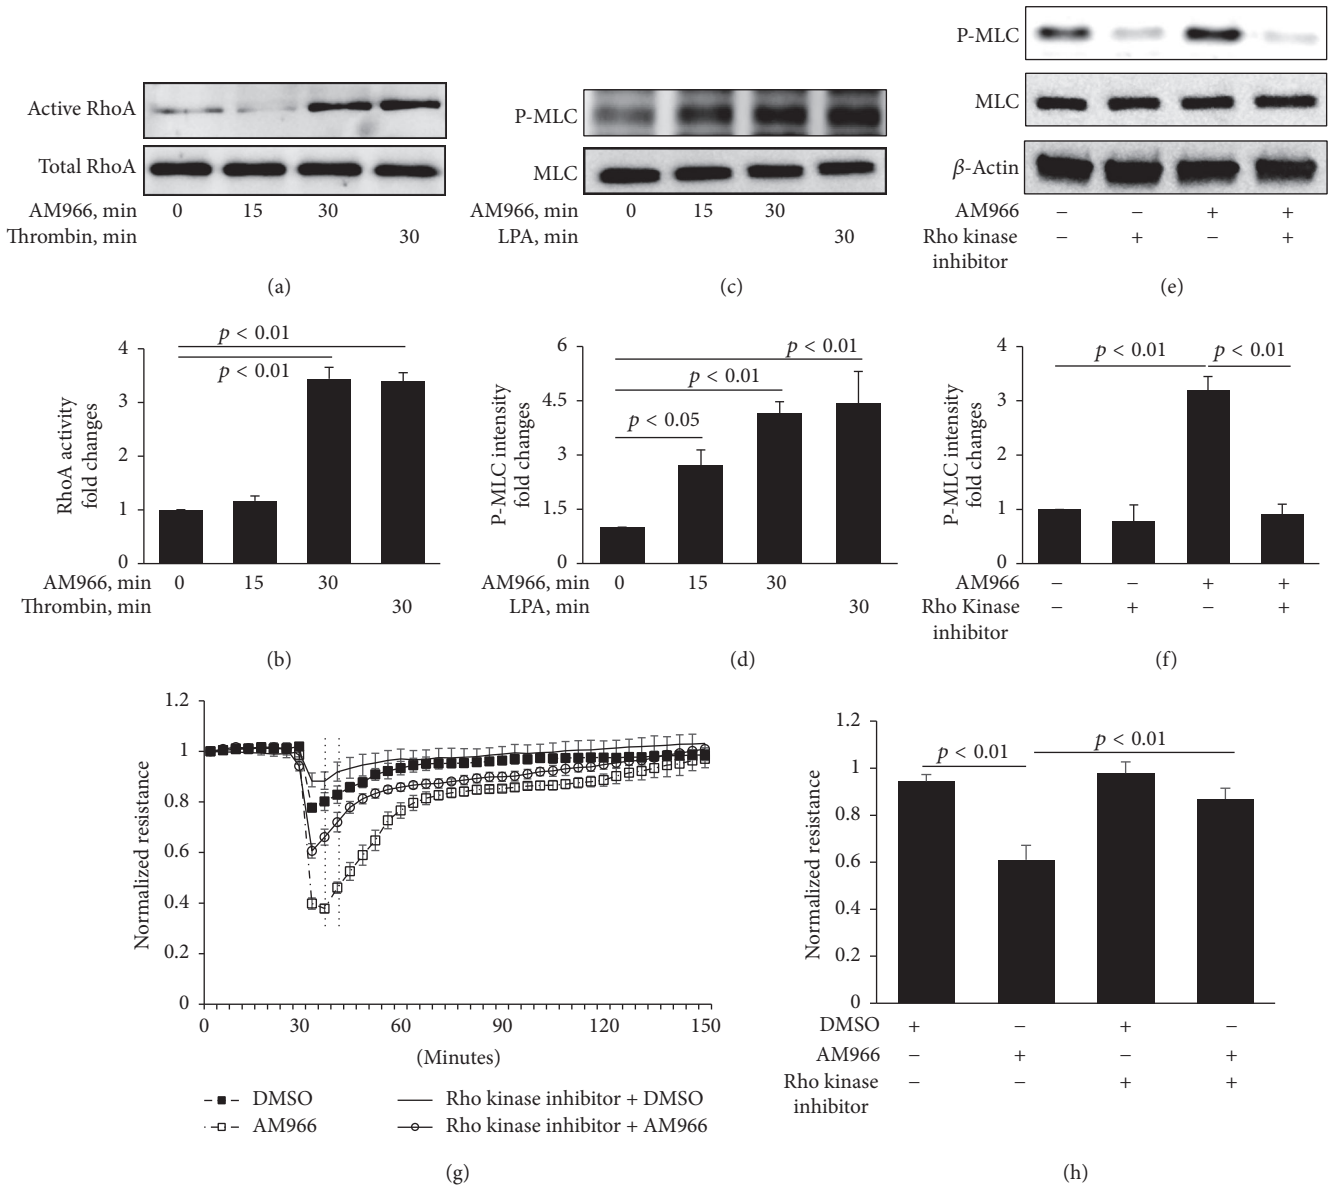 Active RhoA
Total RhoA
AM966, min 0 15 30
Thrombin, min 30
(a)
P-MLC
MLC
AM966, min 0 15 30
LPA, min 30
(c)
P-MLC
MLC
β-Actin
AM966 − − + +
Rho kinase inhibitor − + − +
(e)
RhoA activity
fold changes
4
3
2
1
0
p < 0.01
p < 0.01
AM966, min 0 15 30
Thrombin, min 30
(b)
P-MLC intensity
fold changes
6
4.5
3
1.5
0
p < 0.01
p < 0.01
p < 0.05
AM966, min 0 15 30
LPA, min 30
(d)
P-MLC intensity
fold changes
4
3
2
1
0
p < 0.01 p < 0.01
AM966 − − + +
Rho Kinase − + − +
inhibitor
(f)
Normalized resistance
1.2
1
0.8
0.6
0.4
0.2
0
0 30 60 90 120 150
(Minutes)
DMSO
AM966
Rho kinase inhibitor + DMSO
Rho kinase inhibitor + AM966
(g)
Normalized resistance
1.2
1
0.8
0.6
0.4
0.2
0
p < 0.01
p < 0.01
DMSO + − + −
AM966 − + − +
Rho kinase − − + +
inhibitor
(h)